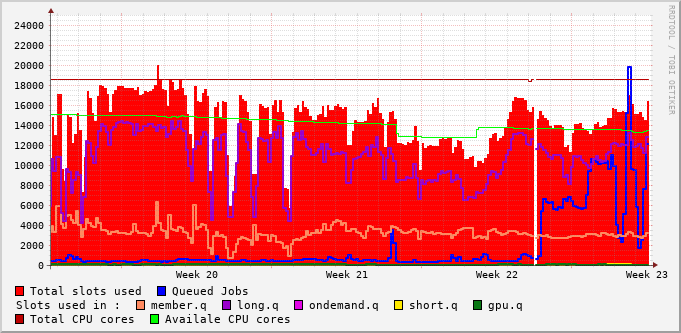 RRDTOOL / TOBI OETIKER
24000
22000
20000
18000
16000
14000
12000
10000
8000
6000
4000
2000
0
Week 20 Week 21 Week 22 Week 23
Total slots used Queued Jobs
Slots used in : member.q long.q ondemand.q short.q gpu.q
Total CPU cores Availale CPU cores